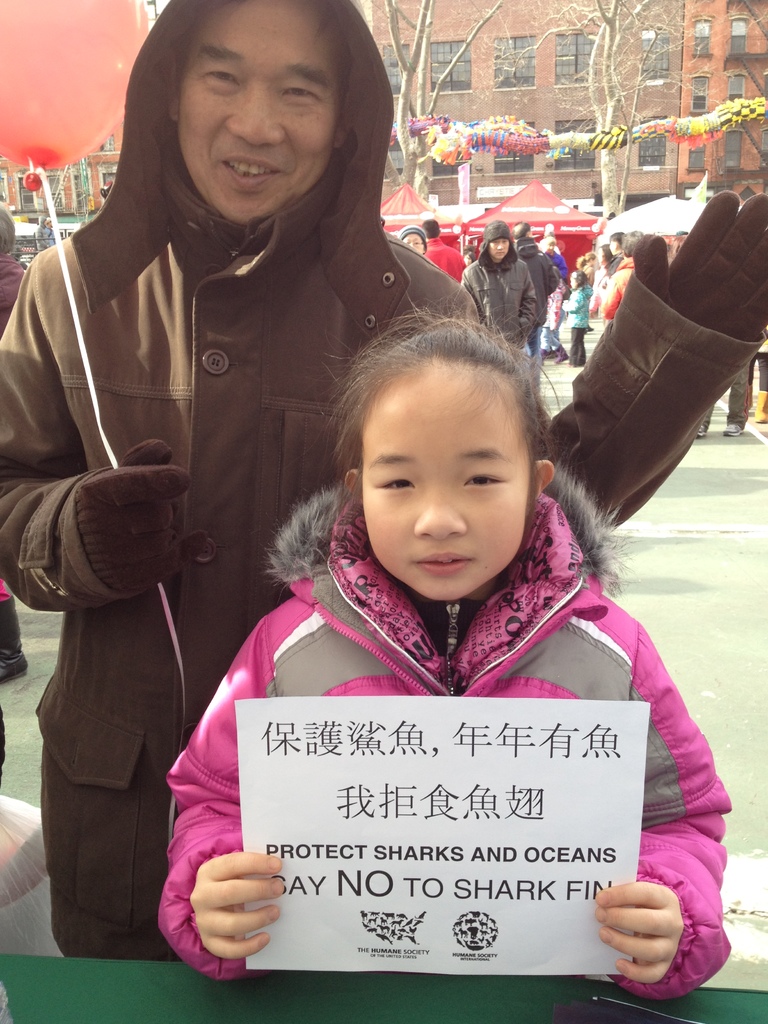 保護鯊魚, 年年有魚
我拒食魚翅
PROTECT SHARKS AND OCEANS
SAY NO TO SHARK FIN
THE HUMANE SOCIETY
OF THE UNITED STATES
HUMANE SOCIETY
INTERNATIONAL